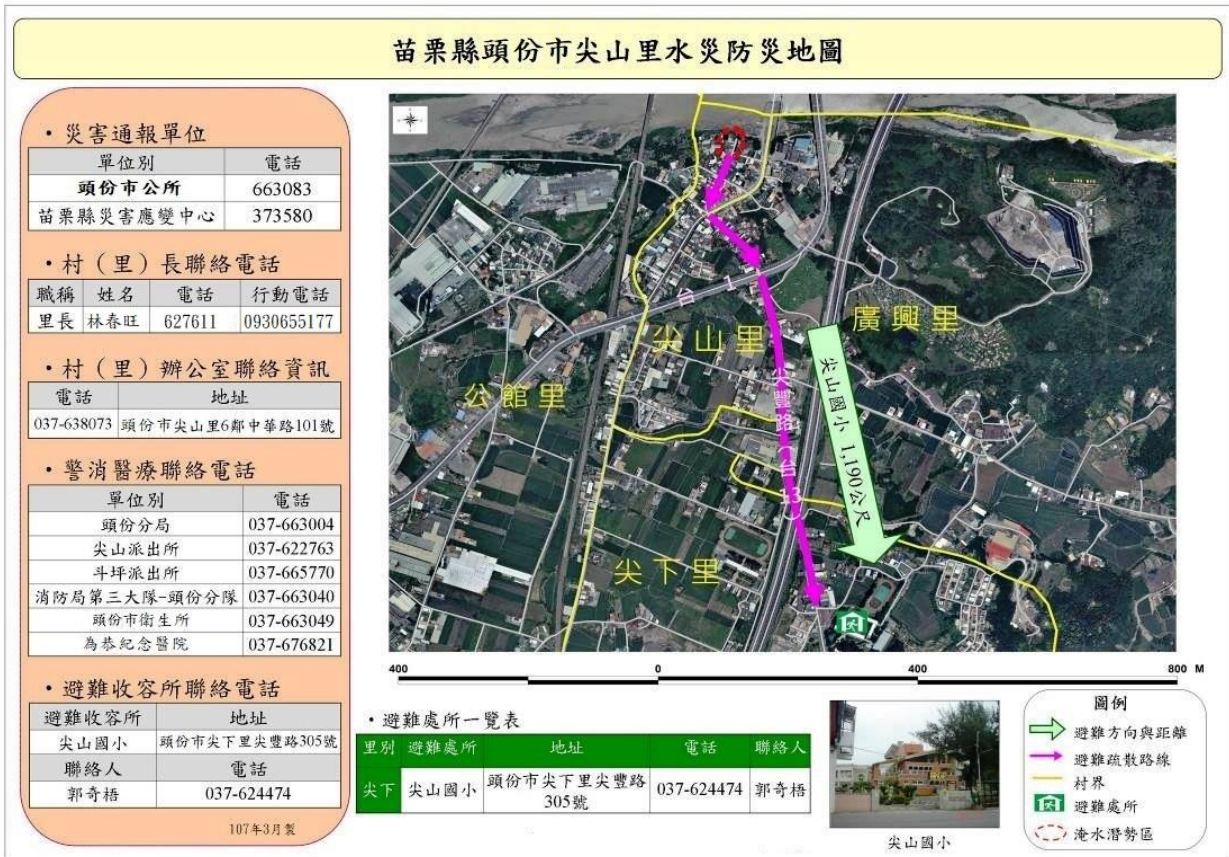 苗栗縣頭份市尖山里水災防災地圖
・災害通報單位
單位別 電話
頭份市公所 663083
苗栗縣災害應變中心 373580
・村（里）長聯絡電話
職稱 姓名 電話 行動電話
里長 林春旺 627611 0930655177
・村（里）辦公室聯絡資訊
電話 地址
037-638073 頭份市尖山里6鄰中華路101號
・警消醫療聯絡電話
單位別 電話
頭份分局 037-663004
尖山派出所 037-622763
斗坪派出所 037-665770
消防局第三大隊-頭份分隊 037-663040
頭份市衛生所 037-663049
為恭紀念醫院 037-676821
・避難收容所聯絡電話
避難收容所 地址
尖山國小 頭份市尖下里尖豐路305號
聯絡人 電話
郭奇梧 037-624474
107年3月製
台 1
尖山里
廣興里
公館里
尖下里
尖豐路（台13）
尖山國小 1,190公尺
400 0 400 800 M
・避難處所一覽表
里別 避難處所 地址 電話 聯絡人
尖下 尖山國小 頭份市尖下里尖豐路 037-624474 郭奇梧
305號
尖山國小
圖例
避難方向與距離
避難疏散路線
村界
避難處所
淹水潛勢區